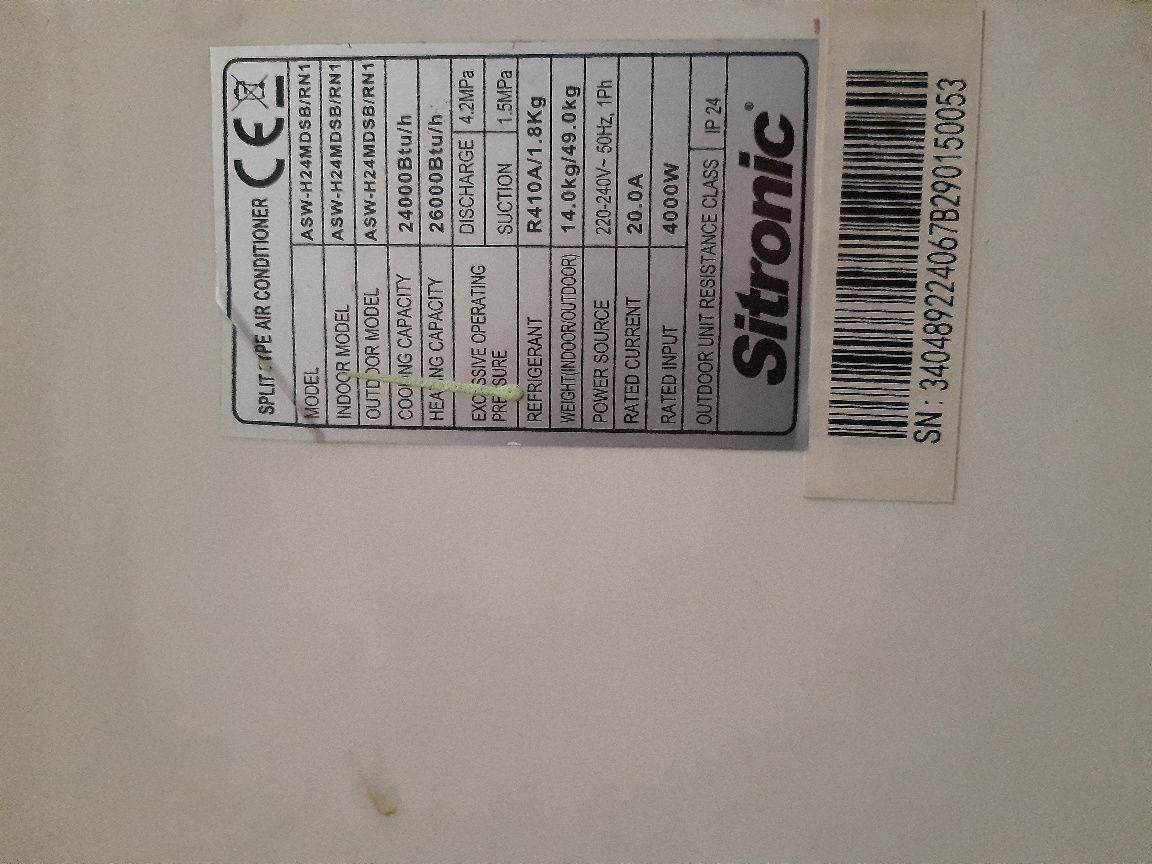 SPLIT TYPE AIR CONDITIONER CE
MODEL ASW-H24MDSB/RN1
INDOOR MODEL ASW-H24MDSB/RN1
OUTDOOR MODEL ASW-H24MDSB/RN1
COOLING CAPACITY 24000Btu/h
HEATING CAPACITY 26000Btu/h
EXCESSIVE OPERATING PRESSURE DISCHARGE 4.2MPa
SUCTION 1.5MPa
REFRIGERANT R410A/1.8Kg
WEIGHT(INDOOR/OUTDOOR) 14.0kg/49.0kg
POWER SOURCE 220-240V~ 50Hz, 1Ph
RATED CURRENT 20.0A
RATED INPUT 4000W
OUTDOOR UNIT RESISTANCE CLASS IP 24
Sitronic®
SN : 3404892224067B290150053